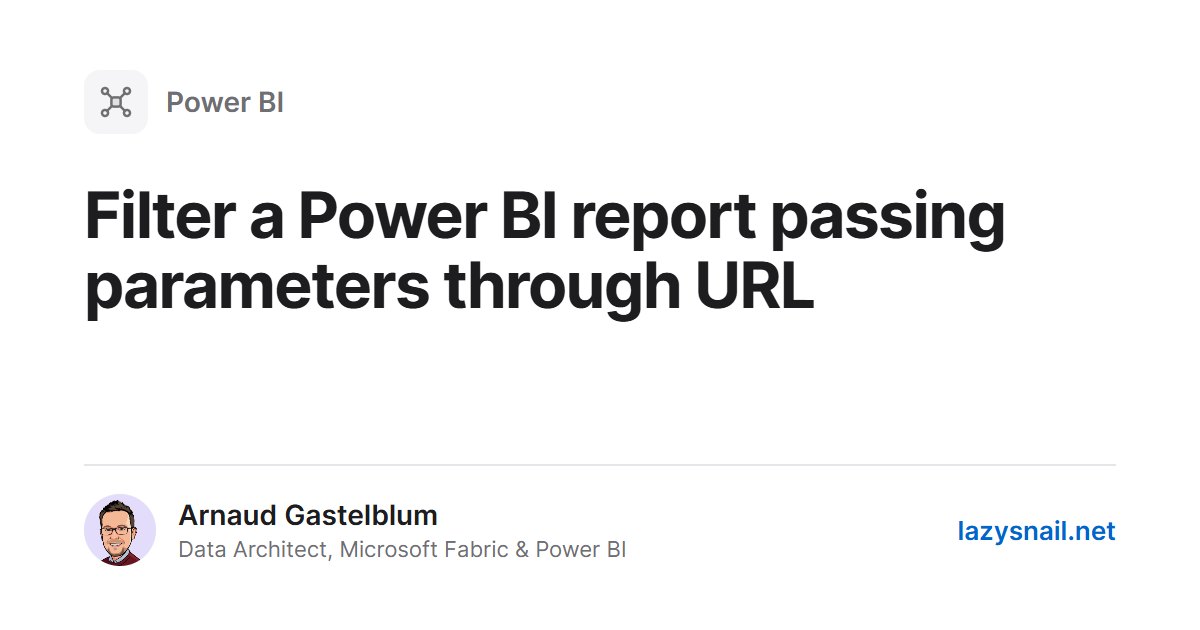 Power BI
Filter a Power BI report passing
parameters through URL
Arnaud Gastelblum
Data Architect, Microsoft Fabric & Power BI
lazysnail.net